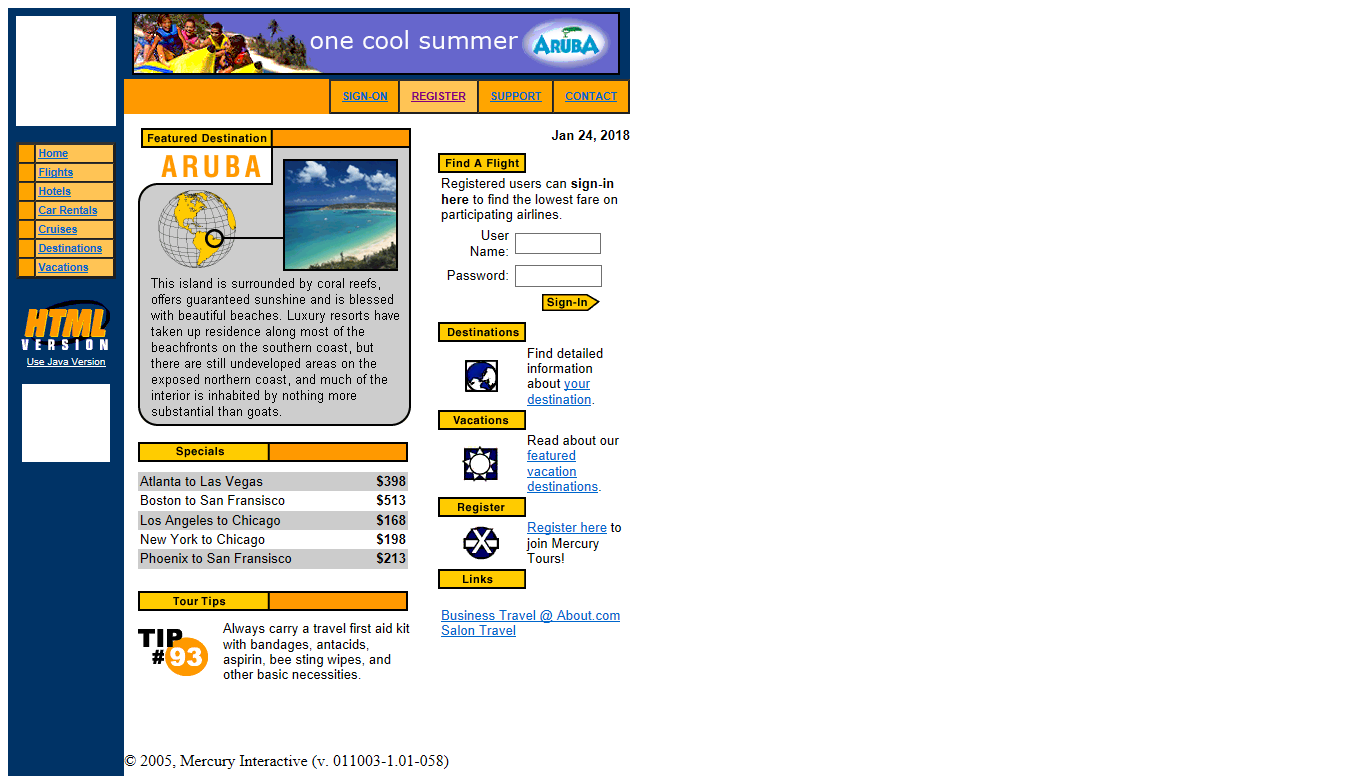 one cool summer ARUBA
SIGN-ON REGISTER SUPPORT CONTACT
Home
Flights
Hotels
Car Rentals
Cruises
Destinations
Vacations
HTML
VERSION
Use Java Version
Featured Destination
ARUBA
This island is surrounded by coral reefs,
offers guaranteed sunshine and is blessed
with beautiful beaches. Luxury resorts have
taken up residence along most of the
beachfronts on the southern coast, but
there are still undeveloped areas on the
exposed northern coast, and much of the
interior is inhabited by nothing more
substantial than goats.
Specials
Atlanta to Las Vegas $398
Boston to San Fransisco $513
Los Angeles to Chicago $168
New York to Chicago $198
Phoenix to San Fransisco $213
Tour Tips
TIP
#93
Always carry a travel first aid kit
with bandages, antacids,
aspirin, bee sting wipes, and
other basic necessities.
Jan 24, 2018
Find A Flight
Registered users can sign-in
here to find the lowest fare on
participating airlines.
User
Name:
Password:
Sign-In
Destinations
Find detailed
information
about your
destination.
Vacations
Read about our
featured
vacation
destinations.
Register
Register here to
join Mercury
Tours!
Links
Business Travel @ About.com
Salon Travel
© 2005, Mercury Interactive (v. 011003-1.01-058)